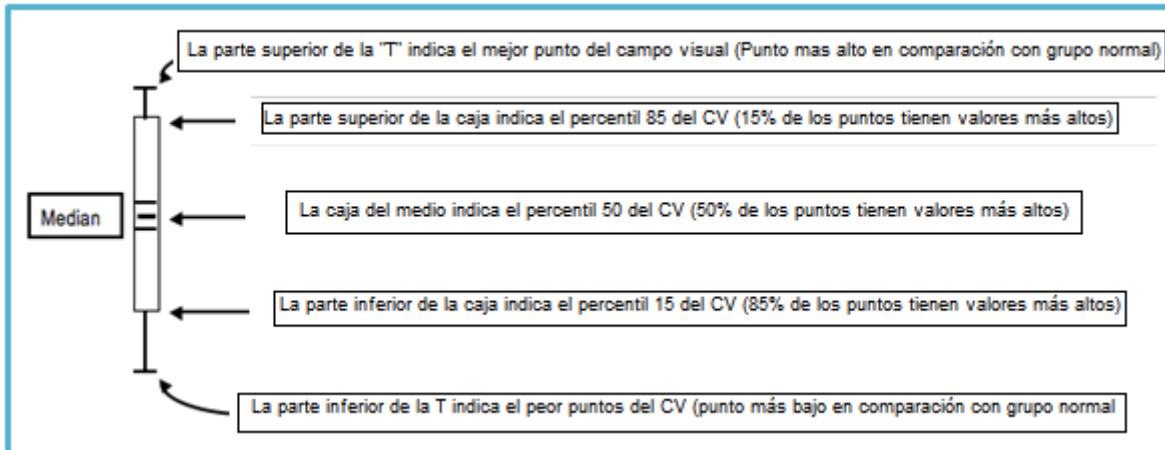 La parte superior de la "T" indica el mejor punto del campo visual (Punto mas alto en comparación con grupo normal)
La parte superior de la caja indica el percentil 85 del CV (15% de los puntos tienen valores más altos)
Median
La caja del medio indica el percentil 50 del CV (50% de los puntos tienen valores más altos)
La parte inferior de la caja indica el percentil 15 del CV (85% de los puntos tienen valores más altos)
La parte inferior de la T indica el peor puntos del CV (punto más bajo en comparación con grupo normal